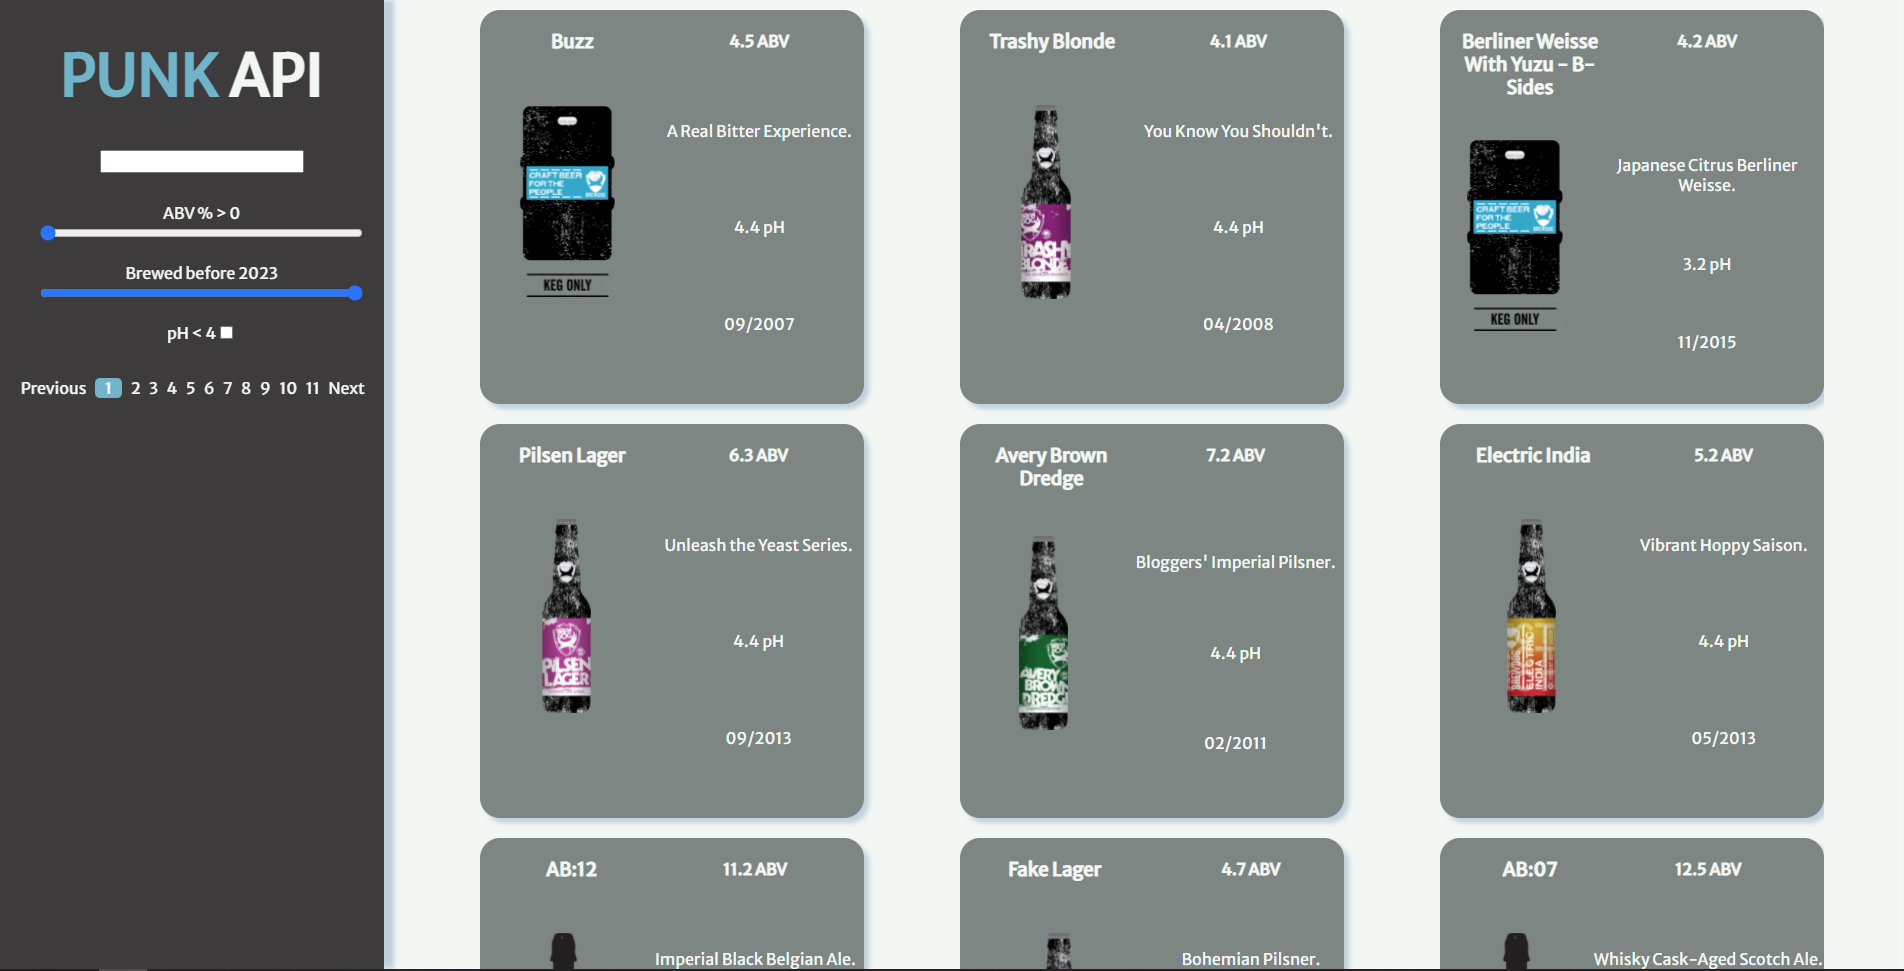 PUNK API
ABV % > 0
Brewed before 2023
pH < 4
Previous 1 2 3 4 5 6 7 8 9 10 11 Next
Buzz
4.5 ABV
CRAFT BEER
FOR THE
PEOPLE
KEG ONLY
A Real Bitter Experience.
4.4 pH
09/2007
Trashy Blonde
4.1 ABV
TRASHY
BLONDE
You Know You Shouldn't.
4.4 pH
04/2008
Berliner Weisse
With Yuzu - B-
Sides
4.2 ABV
CRAFT BEER
FOR THE
PEOPLE
KEG ONLY
Japanese Citrus Berliner
Weisse.
3.2 pH
11/2015
Pilsen Lager
6.3 ABV
PILSEN
LAGER
Unleash the Yeast Series.
4.4 pH
09/2013
Avery Brown
Dredge
7.2 ABV
AVERY
BROWN
DREDGE
Bloggers' Imperial Pilsner.
4.4 pH
02/2011
Electric India
5.2 ABV
ELECTRIC
INDIA
Vibrant Hoppy Saison.
4.4 pH
05/2013
AB:12
11.2 ABV
Imperial Black Belgian Ale.
Fake Lager
4.7 ABV
Bohemian Pilsner.
AB:07
12.5 ABV
Whisky Cask-Aged Scotch Ale.